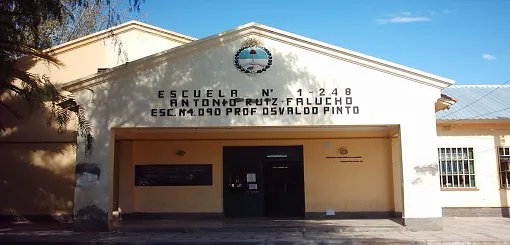 ESCUELA Nº 1-248
ANTONIO RUIZ-FALUCHO
ESC.Nº4.090 PROF OSVALDO PINTO